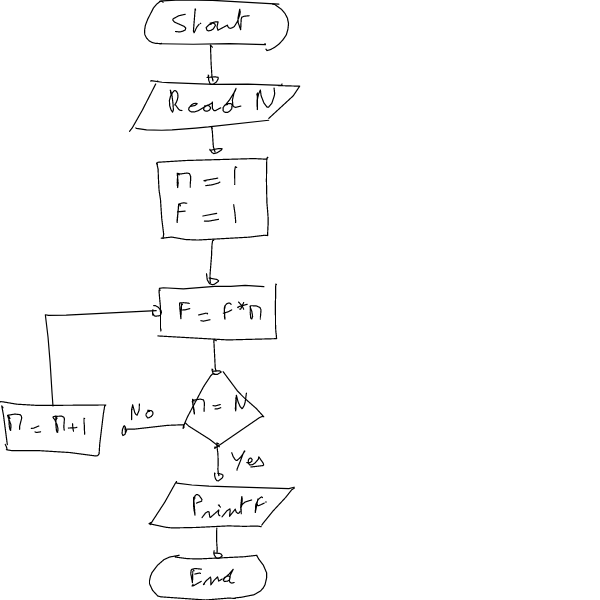 Start
Read N
n = 1
F = 1
F = F*n
n = N
No
n = n+1
Yes
Print F
End